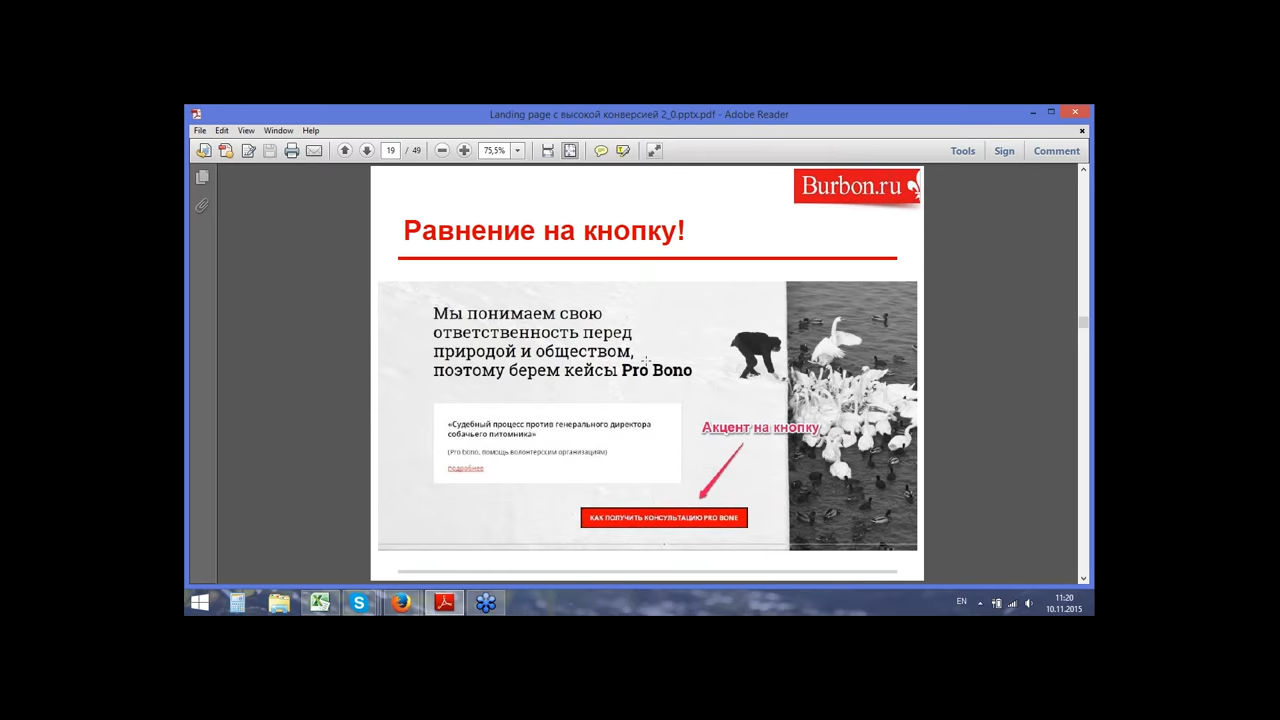 Landing page с высокой конверсией 2_0.pptx.pdf - Adobe Reader
File Edit View Window Help
19 / 49 75,5% Tools Sign Comment
Burbon.ru
Равнение на кнопку!
Мы понимаем свою
ответственность перед
природой и обществом,
поэтому берем кейсы Pro Bono
«Судебный процесс против генерального директора
собачьего питомника»
(Pro bono, помощь волонтерским организациям)
Подробнее
Акцент на кнопку
КАК ПОЛУЧИТЬ КОНСУЛЬТАЦИЮ PRO BONE
EN 11:20
10.11.2015